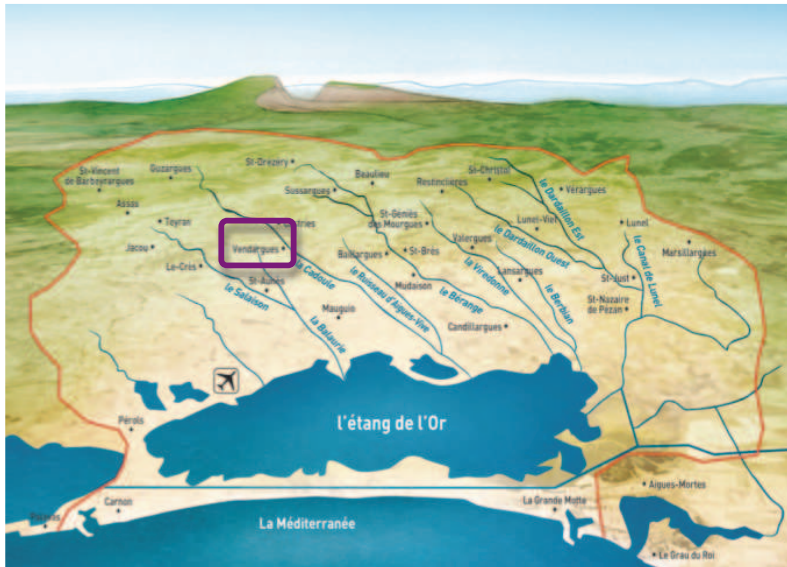 St-Drezery
St-Vincent
de Barbeyrargues
Guzargues
Beaulieu
St-Christol
Sussargues
Restinclières
Vérargues
le Dardaillon Est
Assas
Teyran
St-Géniès
des Mourgues
Lunel-Viel
Lunel
Jacou
Vendargues
Baillargues
St-Brès
Valergues
le Dardaillon Ouest
le Canal de Lunel
Marsillargues
Le-Crès
la Cadoule
Mudaison
la Viredonne
Lansargues
St-Just
St-Aunès
le Salaison
le Ruisseau d'Aigues-Vive
le Bérange
le Berbian
St-Nazaire
de Pézan
Mauguio
la Balaurie
Candillargues
l'étang de l'Or
Pérols
Aigues-Mortes
Carnon
La Grande Motte
La Méditerranée
Le Grau du Roi